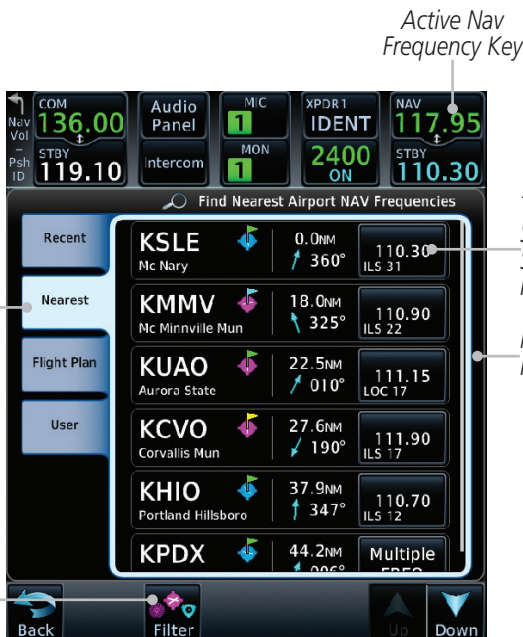 Active Nav
Frequency Key
COM
136.00
STBY
119.10
Nav
Vol
Psh
ID
Audio
Panel
Intercom
MIC
1
MON
1
XPDR1
IDENT
2400
ON
NAV
117.95
STBY
110.30
Find Nearest Airport NAV Frequencies
Recent
Nearest
Flight Plan
User
KSLE
Mc Nary
0.0NM
360°
110.30
ILS 31
KMMV
Mc Minnville Mun
18.0NM
325°
110.90
ILS 22
KUAO
Aurora State
22.5NM
010°
111.15
LOC 17
KCVO
Corvallis Mun
27.6NM
190°
111.90
ILS 17
KHIO
Portland Hillsboro
37.9NM
347°
110.70
ILS 12
KPDX
44.2NM
Multiple
Back
Filter
Up
Down